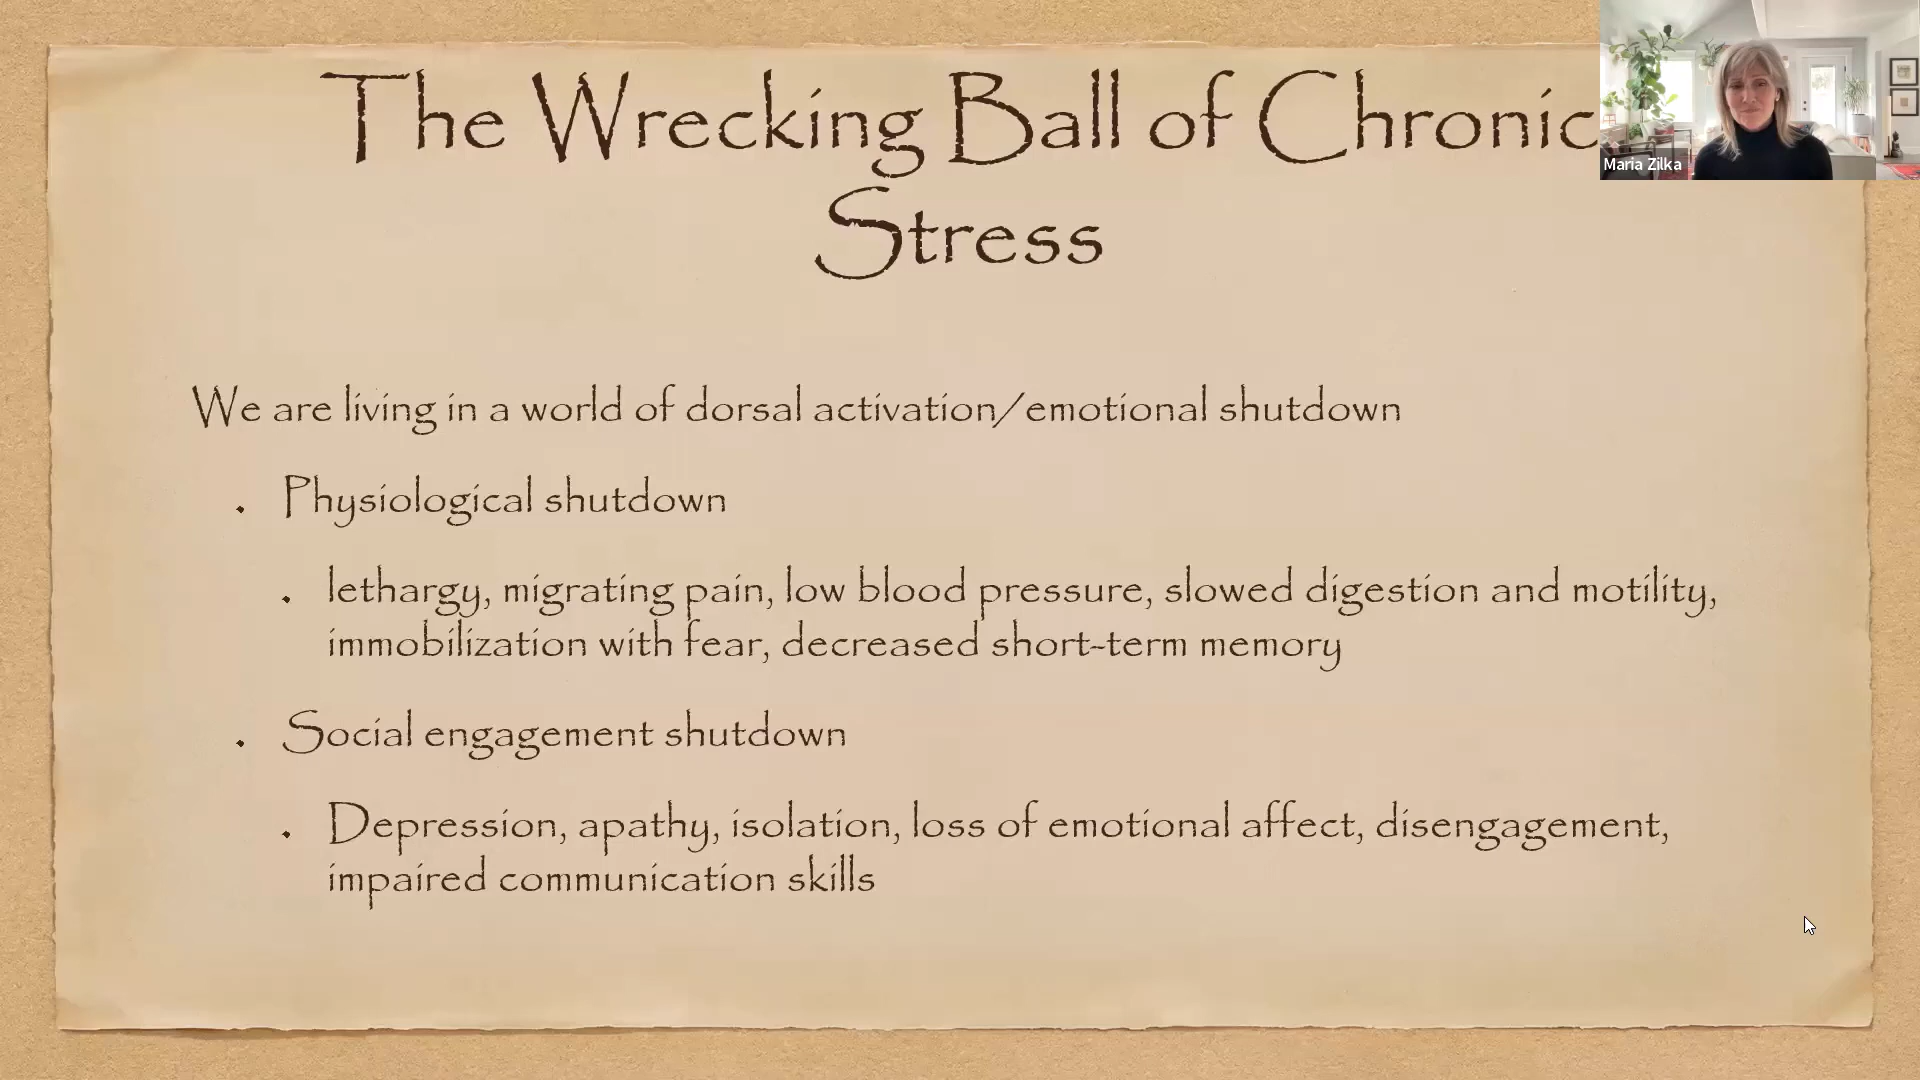 The Wrecking Ball of Chronic
Stress
Maria Zilka
We are living in a world of dorsal activation/emotional shutdown
. Physiological shutdown
. lethargy, migrating pain, low blood pressure, slowed digestion and motility,
immobilization with fear, decreased short-term memory
. Social engagement shutdown
. Depression, apathy, isolation, loss of emotional affect, disengagement,
impaired communication skills